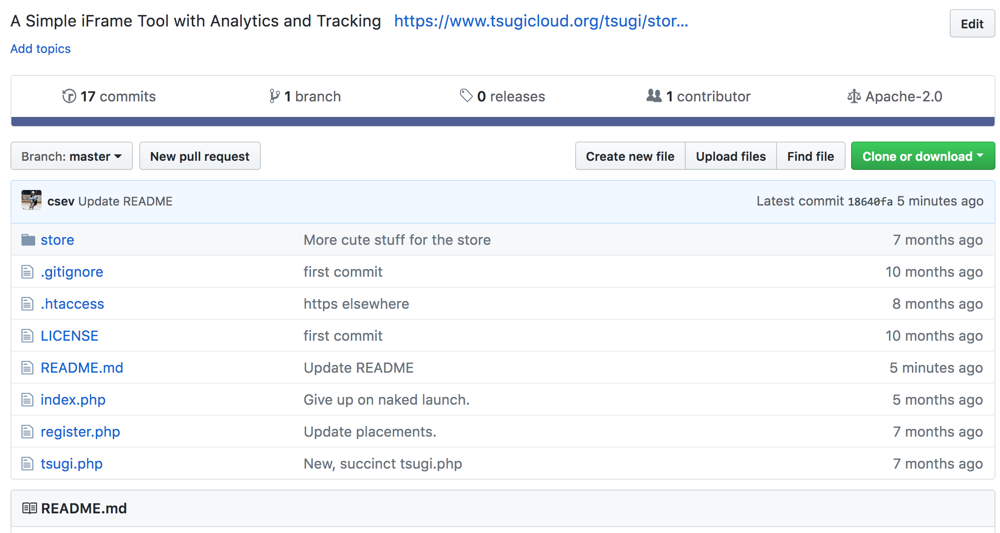 A Simple iFrame Tool with Analytics and Tracking https://www.tsugicloud.org/tsugi/stor...
Edit
Add topics
17 commits 1 branch 0 releases 1 contributor Apache-2.0
Branch: master New pull request Create new file Upload files Find file Clone or download
csev Update README Latest commit 18640fa 5 minutes ago
store More cute stuff for the store 7 months ago
.gitignore first commit 10 months ago
.htaccess https elsewhere 8 months ago
LICENSE first commit 10 months ago
README.md Update README 5 minutes ago
index.php Give up on naked launch. 5 months ago
register.php Update placements. 7 months ago
tsugi.php New, succinct tsugi.php 7 months ago
README.md